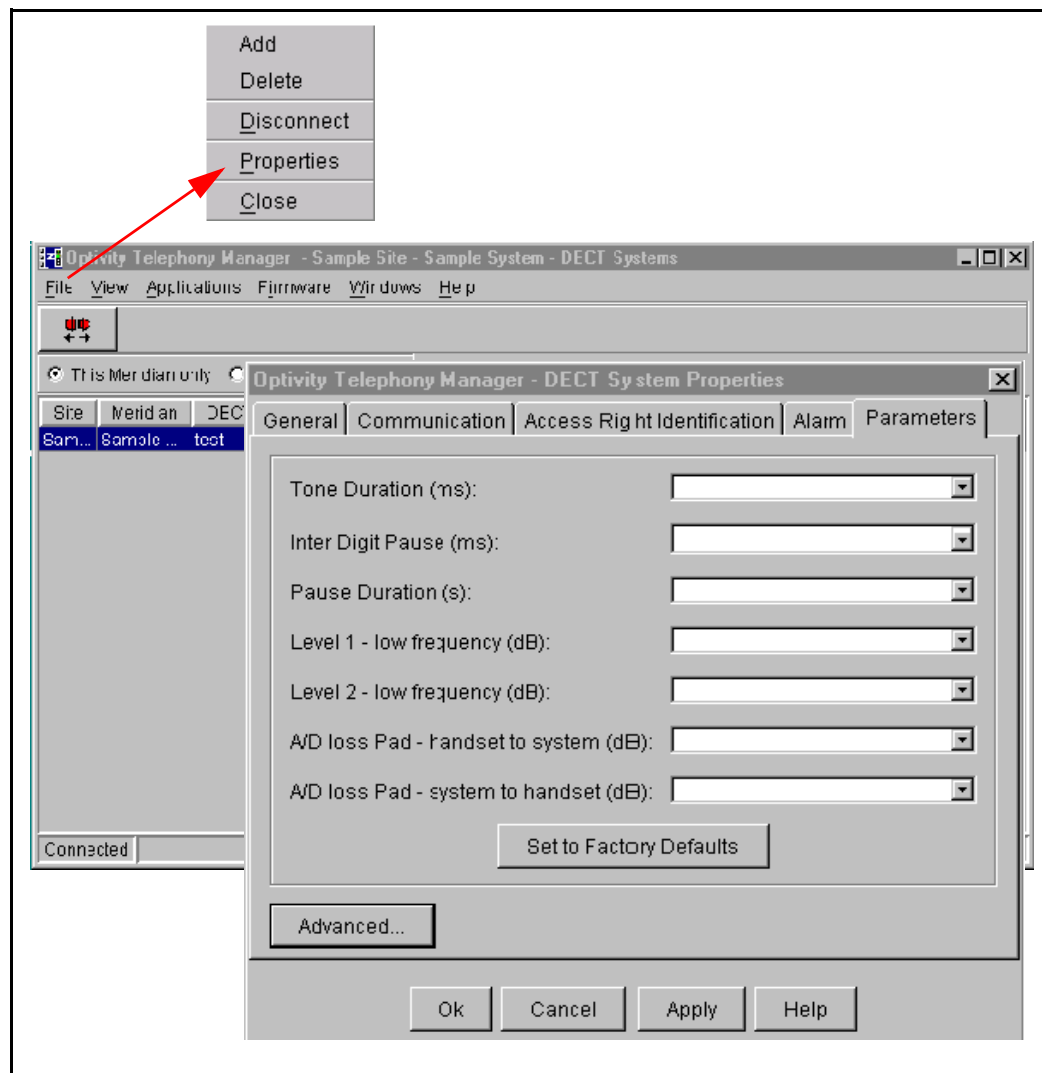 Add
Delete
Disconnect
Properties
Close
Optivity Telephony Manager - Sample Site - Sample System - DECT Systems
File View Applications Firmware Windows Help
This Meridian only
Site Meridian DECT
Sam... Sample ... test
Connected
Optivity Telephony Manager - DECT System Properties
General Communication Access Right Identification Alarm Parameters
Tone Duration (ms):
Inter Digit Pause (ms):
Pause Duration (s):
Level 1 - low frequency (dB):
Level 2 - low frequency (dB):
A/D loss Pad - handset to system (dB):
A/D loss Pad - system to handset (dB):
Set to Factory Defaults
Advanced...
Ok Cancel Apply Help